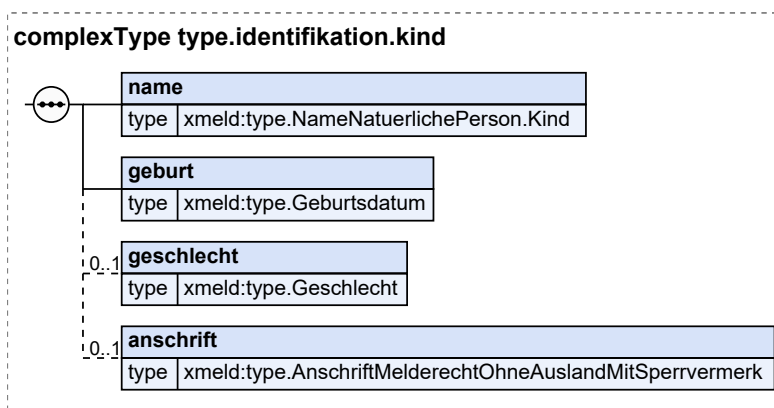 complexType type.identifikation.kind
name
type xmeld:type.NameNatuerlichePerson.Kind
geburt
type xmeld:type.Geburtsdatum
0..1 geschlecht
type xmeld:type.Geschlecht
0..1 anschrift
type xmeld:type.AnschriftMelderechtOhneAuslandMitSperrvermerk